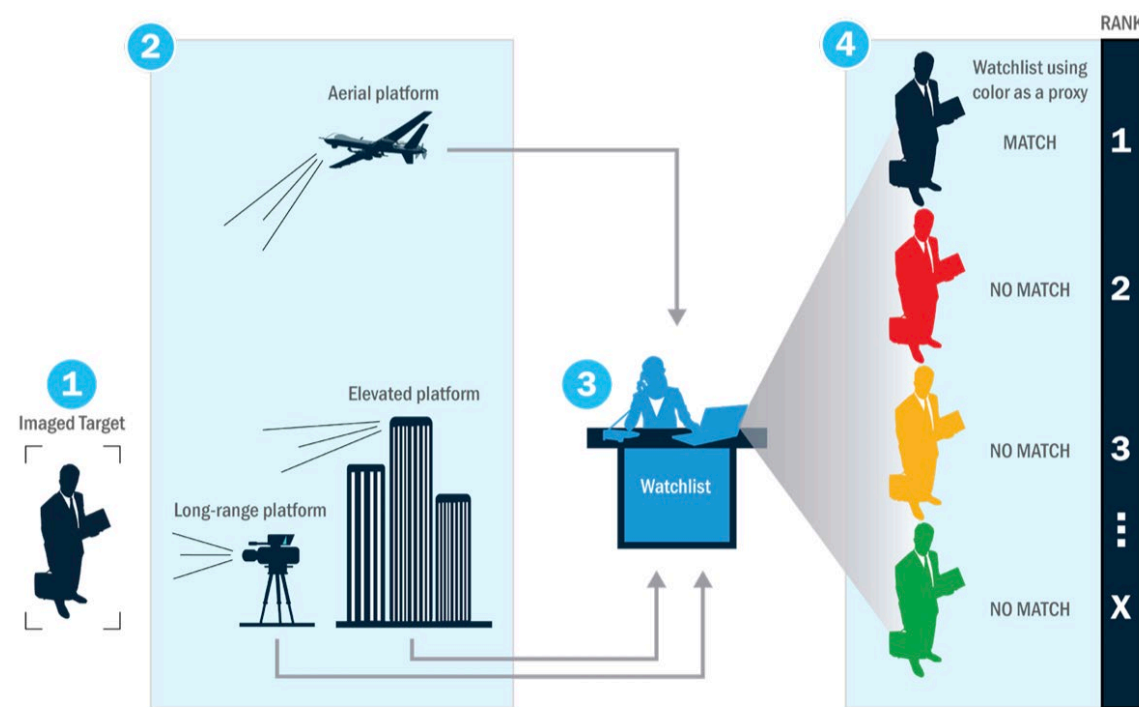 1
Imaged Target
2
Aerial platform
Elevated platform
Long-range platform
3
Watchlist
4
RANK
Watchlist using
color as a proxy
MATCH
1
NO MATCH
2
NO MATCH
3
NO MATCH
X